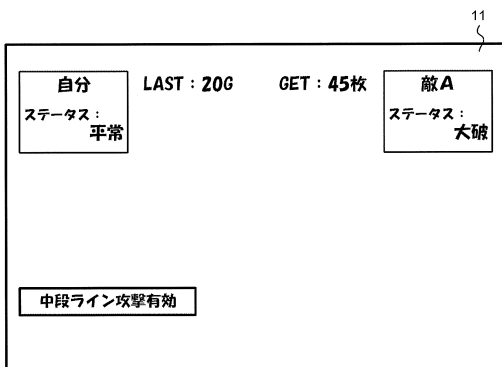 11
自分
ステータス：
平常
LAST：20G
GET：45枚
敵A
ステータス：
大破
中段ライン攻撃有効